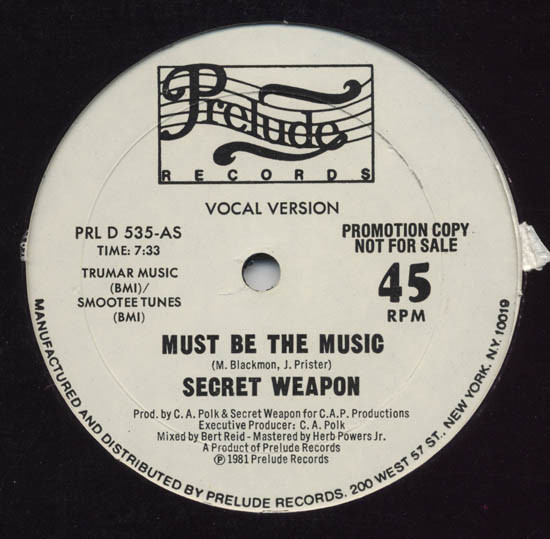 Prelude
RECORDS
VOCAL VERSION
PRL D 535-AS
TIME: 7:33
TRUMAR MUSIC
(BMI)/
SMOOTEE TUNES
(BMI)
PROMOTION COPY
NOT FOR SALE
45
RPM
MUST BE THE MUSIC
(M. Blackmon, J. Prister)
SECRET WEAPON
Prod. by C. A. Polk & Secret Weapon for C.A.P. Productions
Executive Producer: C. A. Polk
Mixed by Bert Reid - Mastered by Herb Powers Jr.
A Product of Prelude Records
℗ 1981 Prelude Records
MANUFACTURED AND DISTRIBUTED BY PRELUDE RECORDS. 200 WEST 57 ST., NEW YORK. N.Y. 10019